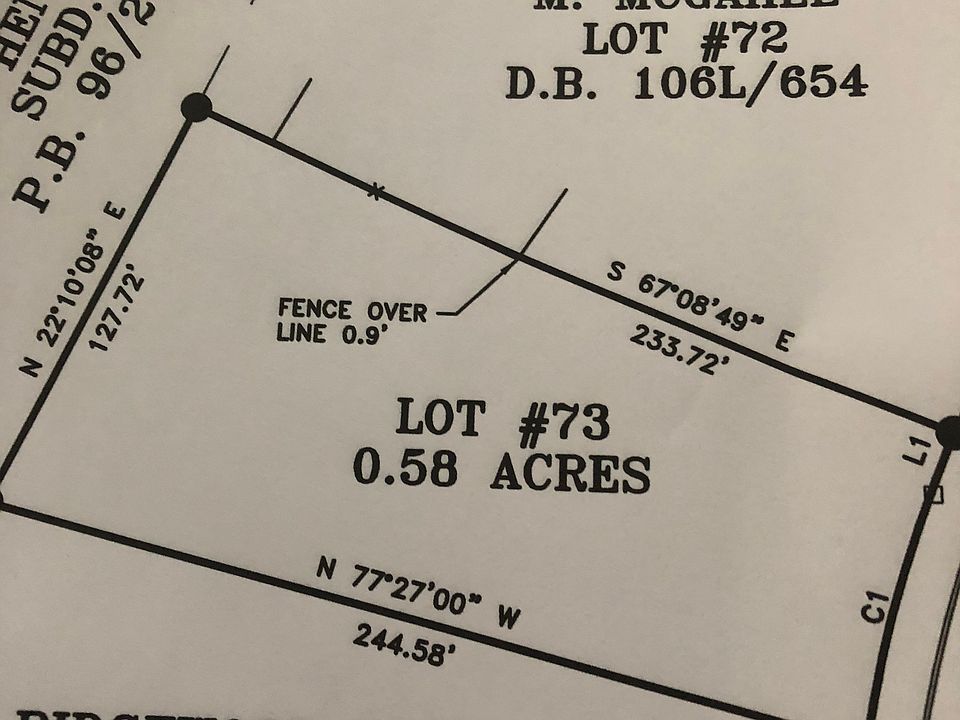 SUBD.
P.B. 96/2
LOT #72
D.B. 106L/654
N 22°10'08" E
127.72'
FENCE OVER
LINE 0.9'
S 67°08'49" E
233.72'
LOT #73
0.58 ACRES
L1
C1
N 77°27'00" W
244.58'